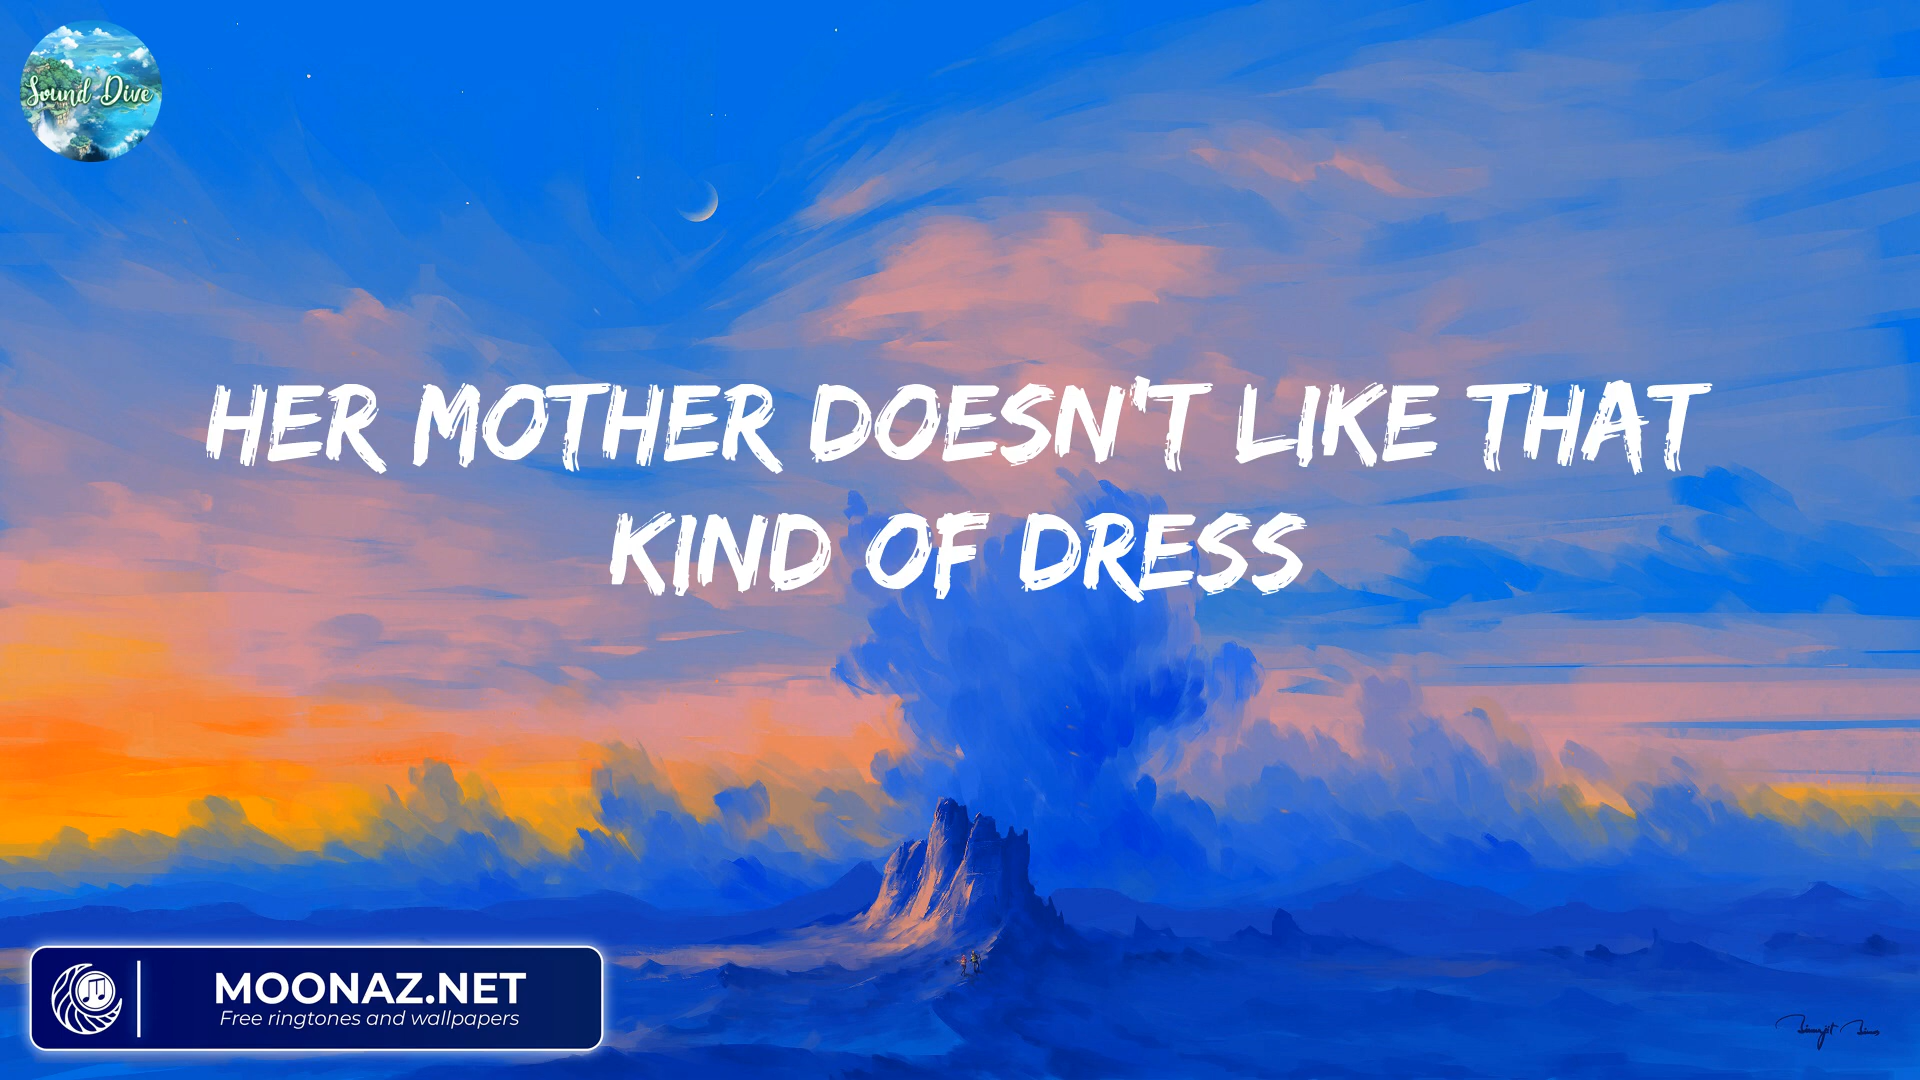 Sound Dive
HER MOTHER DOESN'T LIKE THAT
KIND OF DRESS
MOONAZ.NET
Free ringtones and wallpapers